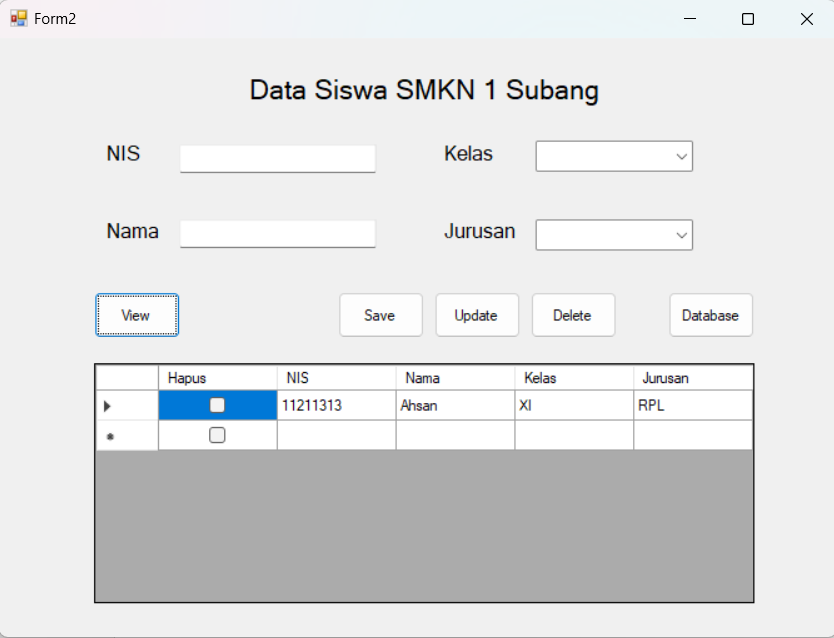 Form2
Data Siswa SMKN 1 Subang
NIS Kelas
Nama Jurusan
View Save Update Delete Database
Hapus NIS Nama Kelas Jurusan
11211313 Ahsan XI RPL